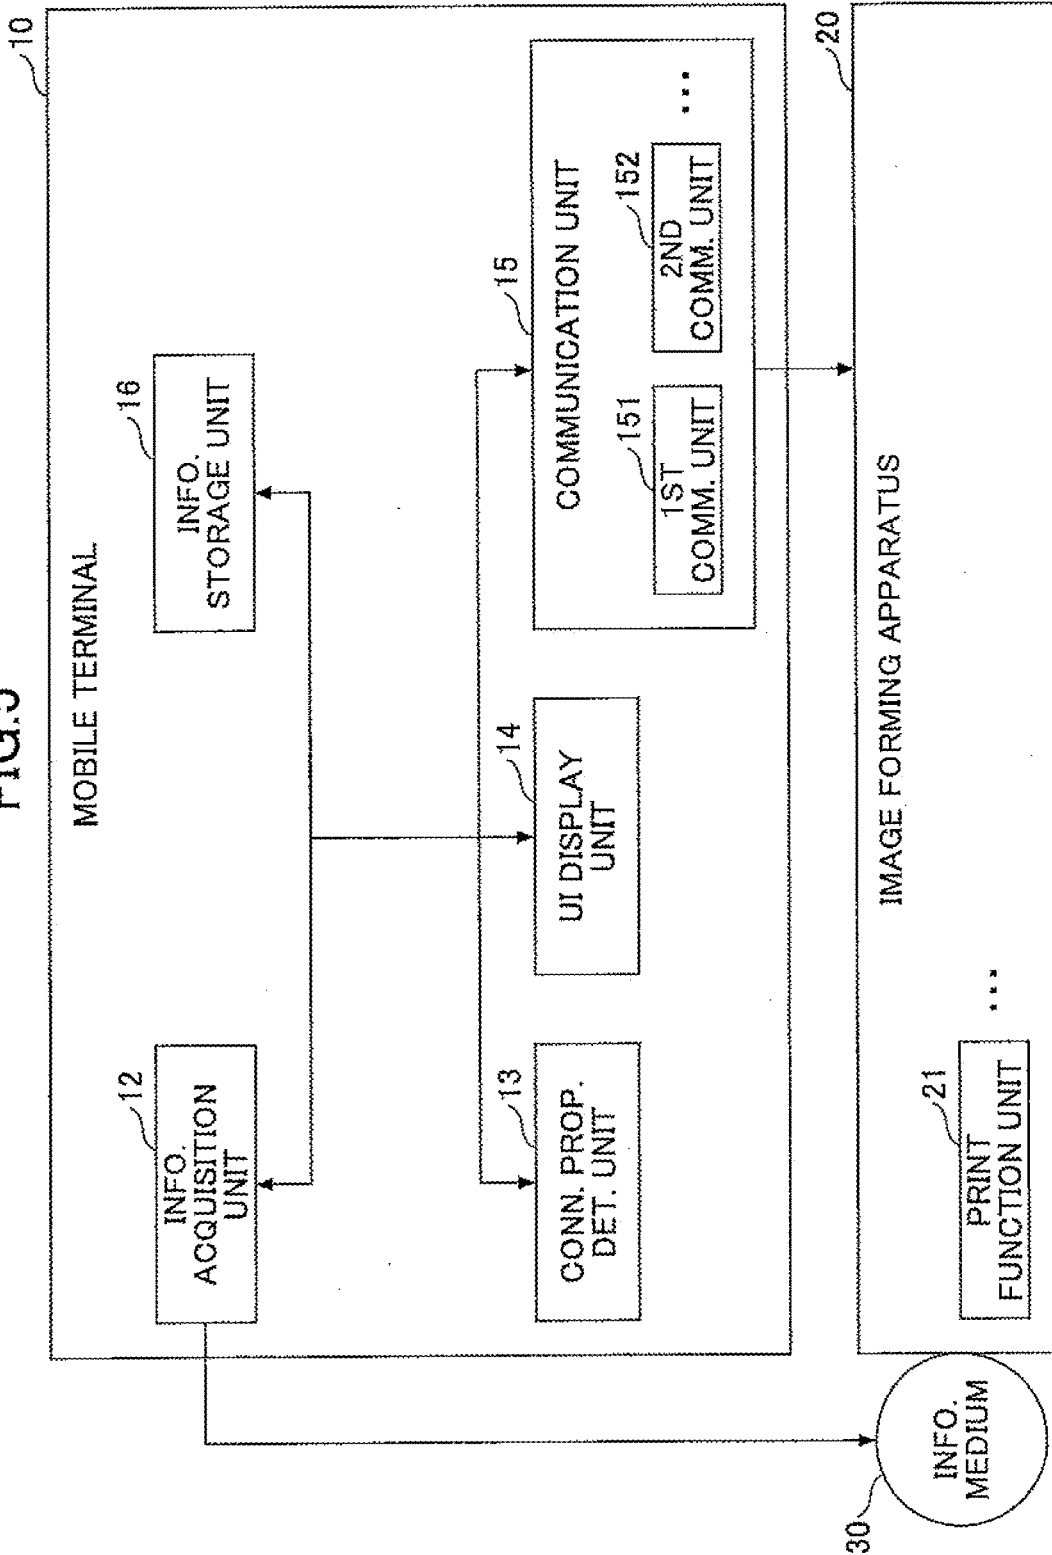 MOBILE TERMINAL
10
12
INFO.
ACQUISITION
UNIT
16
INFO.
STORAGE UNIT
13
CONN. PROP.
DET. UNIT
14
UI DISPLAY
UNIT
15
COMMUNICATION UNIT
151
1ST
COMM. UNIT
152
2ND
COMM. UNIT
...
IMAGE FORMING APPARATUS
20
21
PRINT
FUNCTION UNIT
...
30
INFO.
MEDIUM